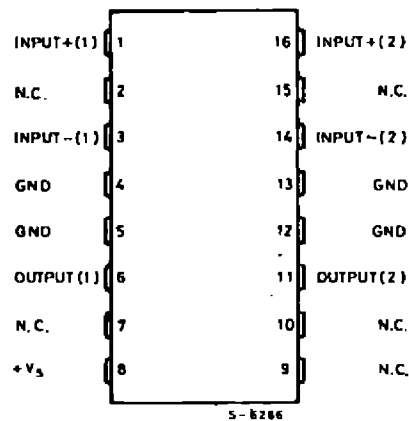 INPUT+(1) 1 16 INPUT+(2)
N.C. 2 15 N.C.
INPUT-(1) 3 14 INPUT-(2)
GND 4 13 GND
GND 5 12 GND
OUTPUT(1) 6 11 OUTPUT(2)
N.C. 7 10 N.C.
+Vs 8 9 N.C.
S-6266